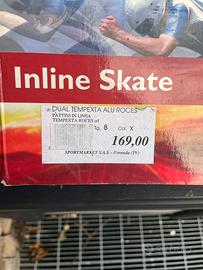 Inline Skate
DUAL TEMPEXTA ALU ROCES
PATTINI IN LINEA
TEMPEXTA ROCES
Tg. 8 Col. X
169,00
SPORTMARKET S.A.S. - Cornuda (TV)